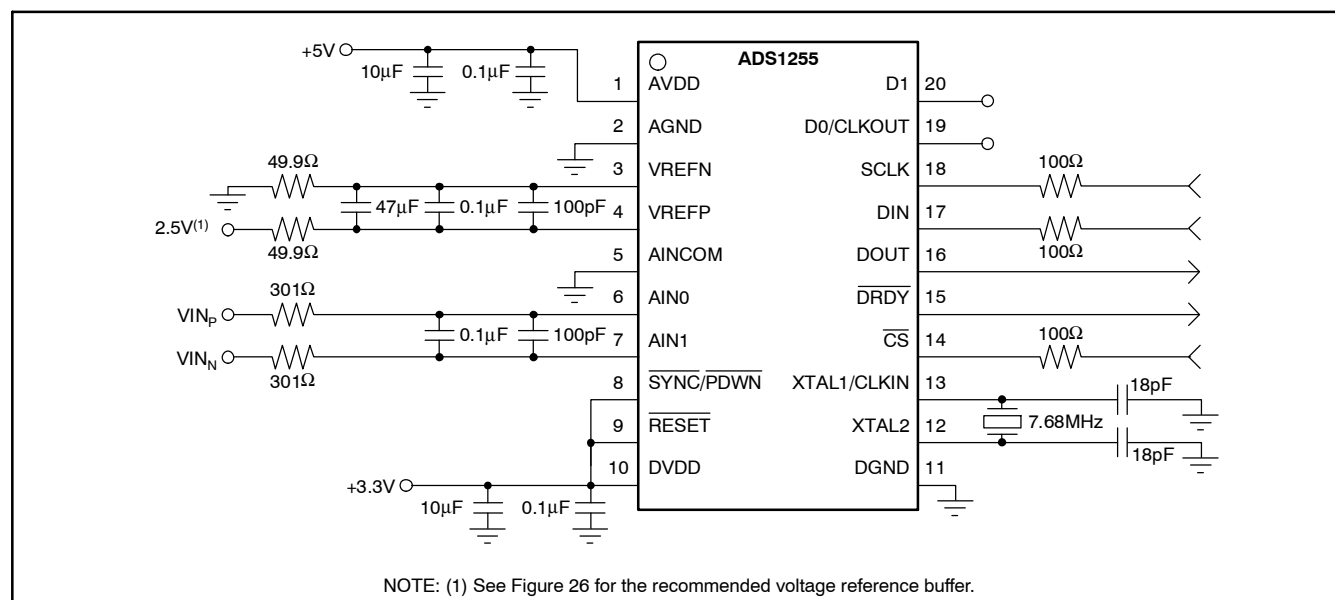 ADS1255
+5V
10µF
0.1µF
1 AVDD
D1 20
2 AGND
D0/CLKOUT 19
49.9Ω
3 VREFN
SCLK 18
100Ω
47µF
0.1µF
100pF
4 VREFP
DIN 17
2.5V(1)
49.9Ω
100Ω
5 AINCOM
DOUT 16
301Ω
6 AIN0
DRDY 15
VINP
0.1µF
100pF
7 AIN1
CS 14
100Ω
VINN
301Ω
8 SYNC/PDWN
XTAL1/CLKIN 13
18pF
9 RESET
XTAL2 12
7.68MHz
18pF
10 DVDD
DGND 11
+3.3V
10µF
0.1µF
NOTE: (1) See Figure 26 for the recommended voltage reference buffer.